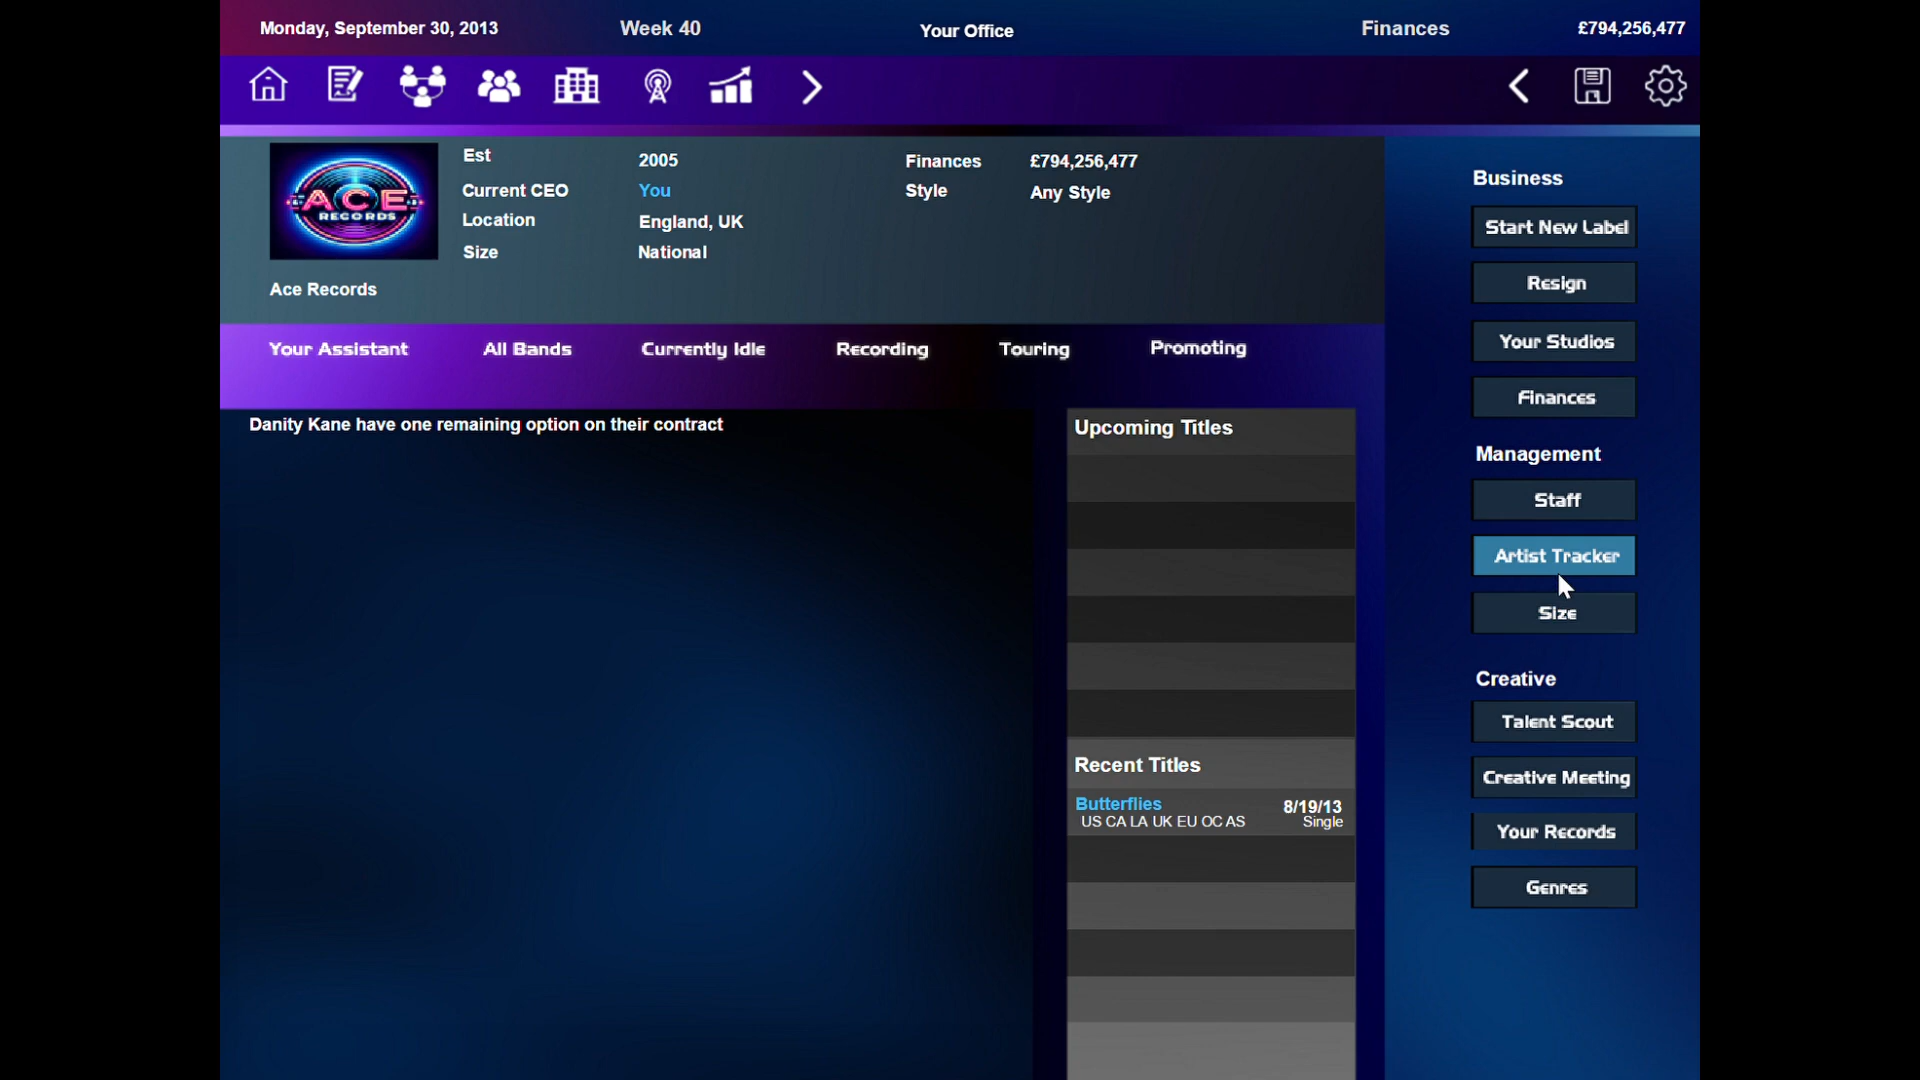 Monday, September 30, 2013
Week 40
Your Office
Finances
£794,256,477
ACE
RECORDS
Ace Records
Est 2005
Current CEO You
Location England, UK
Size National
Finances £794,256,477
Style Any Style
Your Assistant
All Bands
Currently Idle
Recording
Touring
Promoting
Danity Kane have one remaining option on their contract
Upcoming Titles
Recent Titles
Butterflies 8/19/13
US CA LA UK EU OC AS Single
Business
Start New Label
Resign
Your Studios
Finances
Management
Staff
Artist Tracker
Size
Creative
Talent Scout
Creative Meeting
Your Records
Genres